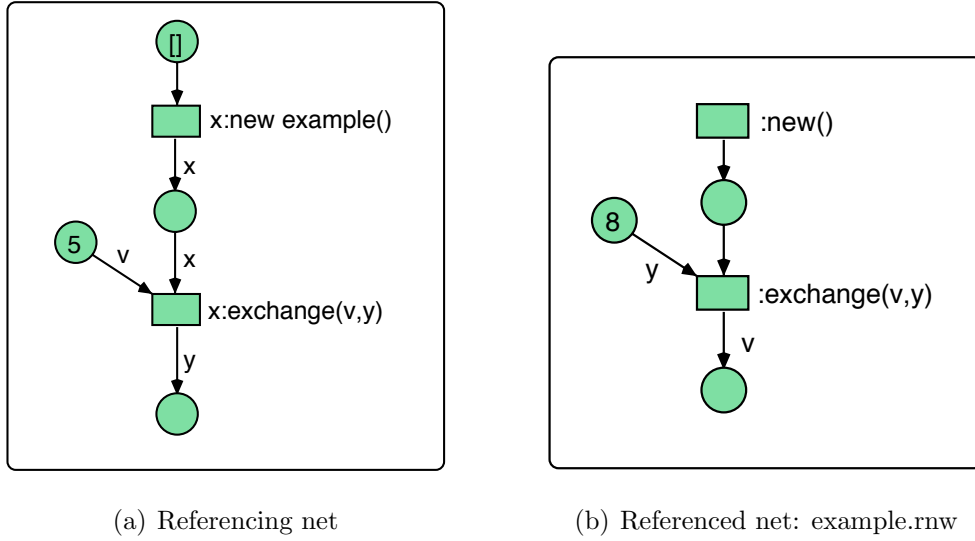 []
x:new example()
x
5
v
x
x:exchange(v,y)
y
(a) Referencing net
:new()
8
y
:exchange(v,y)
v
(b) Referenced net: example.rnw